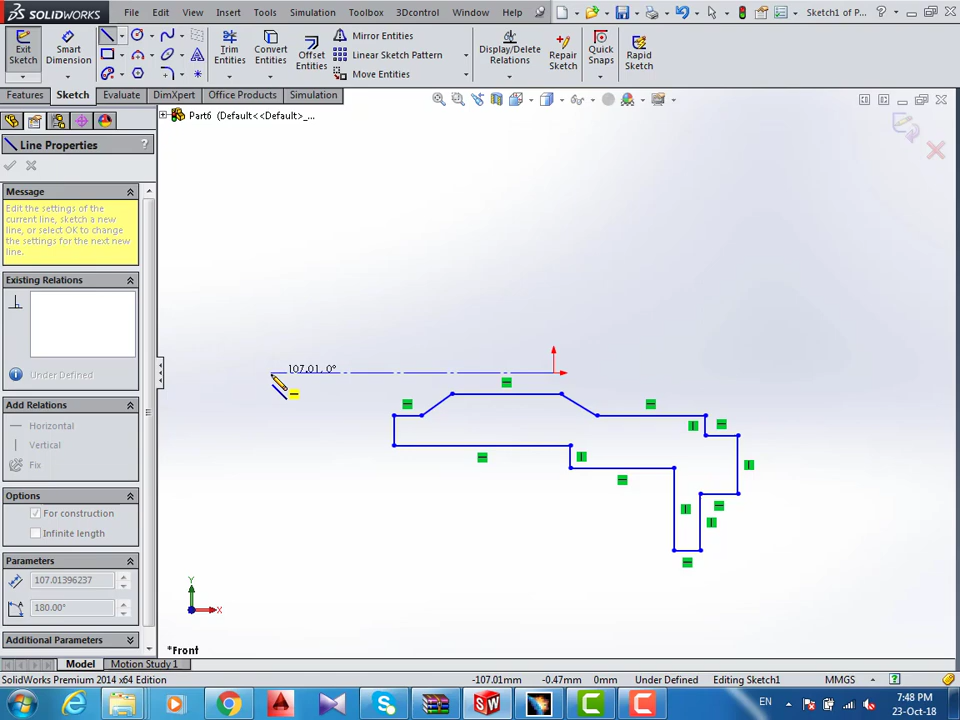 SOLIDWORKS File Edit View Insert Tools Simulation Toolbox PhotoView 360 3Dcontrol Window Help Sketch1 of P... ?
Exit Sketch
Smart Dimension
Trim Entities
Convert Entities
Offset Entities
Mirror Entities
Linear Sketch Pattern
Move Entities
Display/Delete Relations
Repair Sketch
Quick Snaps
Rapid Sketch
Features Sketch Evaluate DimXpert Office Products Simulation
Part6 (Default<<Default>_...
Line Properties ?
Message
Edit the settings of the
current line, sketch a new
line, or select OK to change
the settings for the next new
line.
Existing Relations
Under Defined
Add Relations
Horizontal
Vertical
Fix
Options
For construction
Infinite length
Parameters
107.01396237
180.00°
Additional Parameters
107.01, 0°
Y
X
*Front
Model Motion Study 1
SolidWorks Premium 2014 x64 Edition -107.01mm -0.47mm 0mm Under Defined Editing Sketch1 MMGS ?
EN 7:48 PM
23-Oct-18